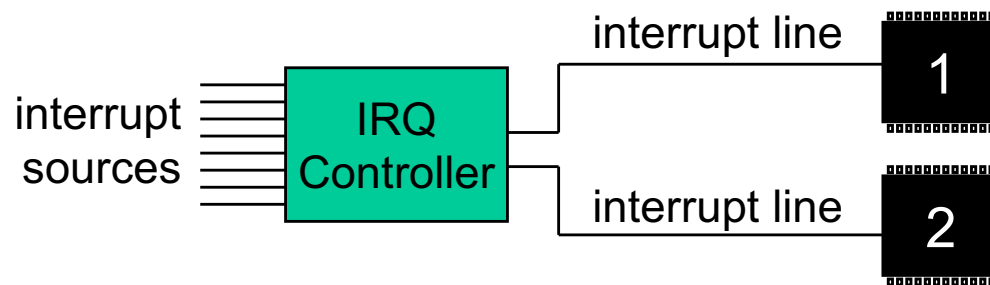 interrupt line
1
interrupt
sources
IRQ
Controller
interrupt line
2